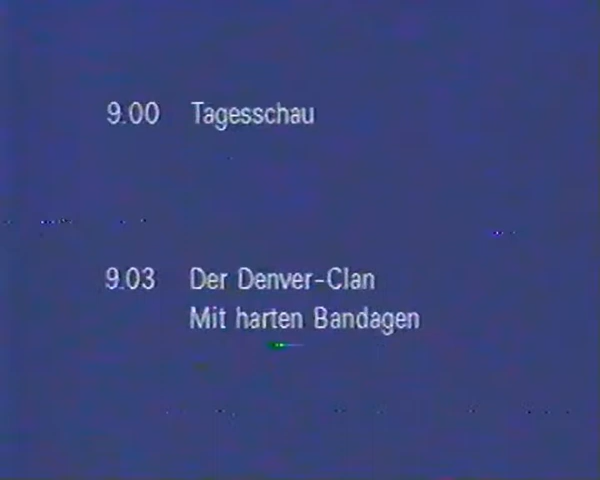 9.00 Tagesschau
9.03 Der Denver-Clan
Mit harten Bandagen